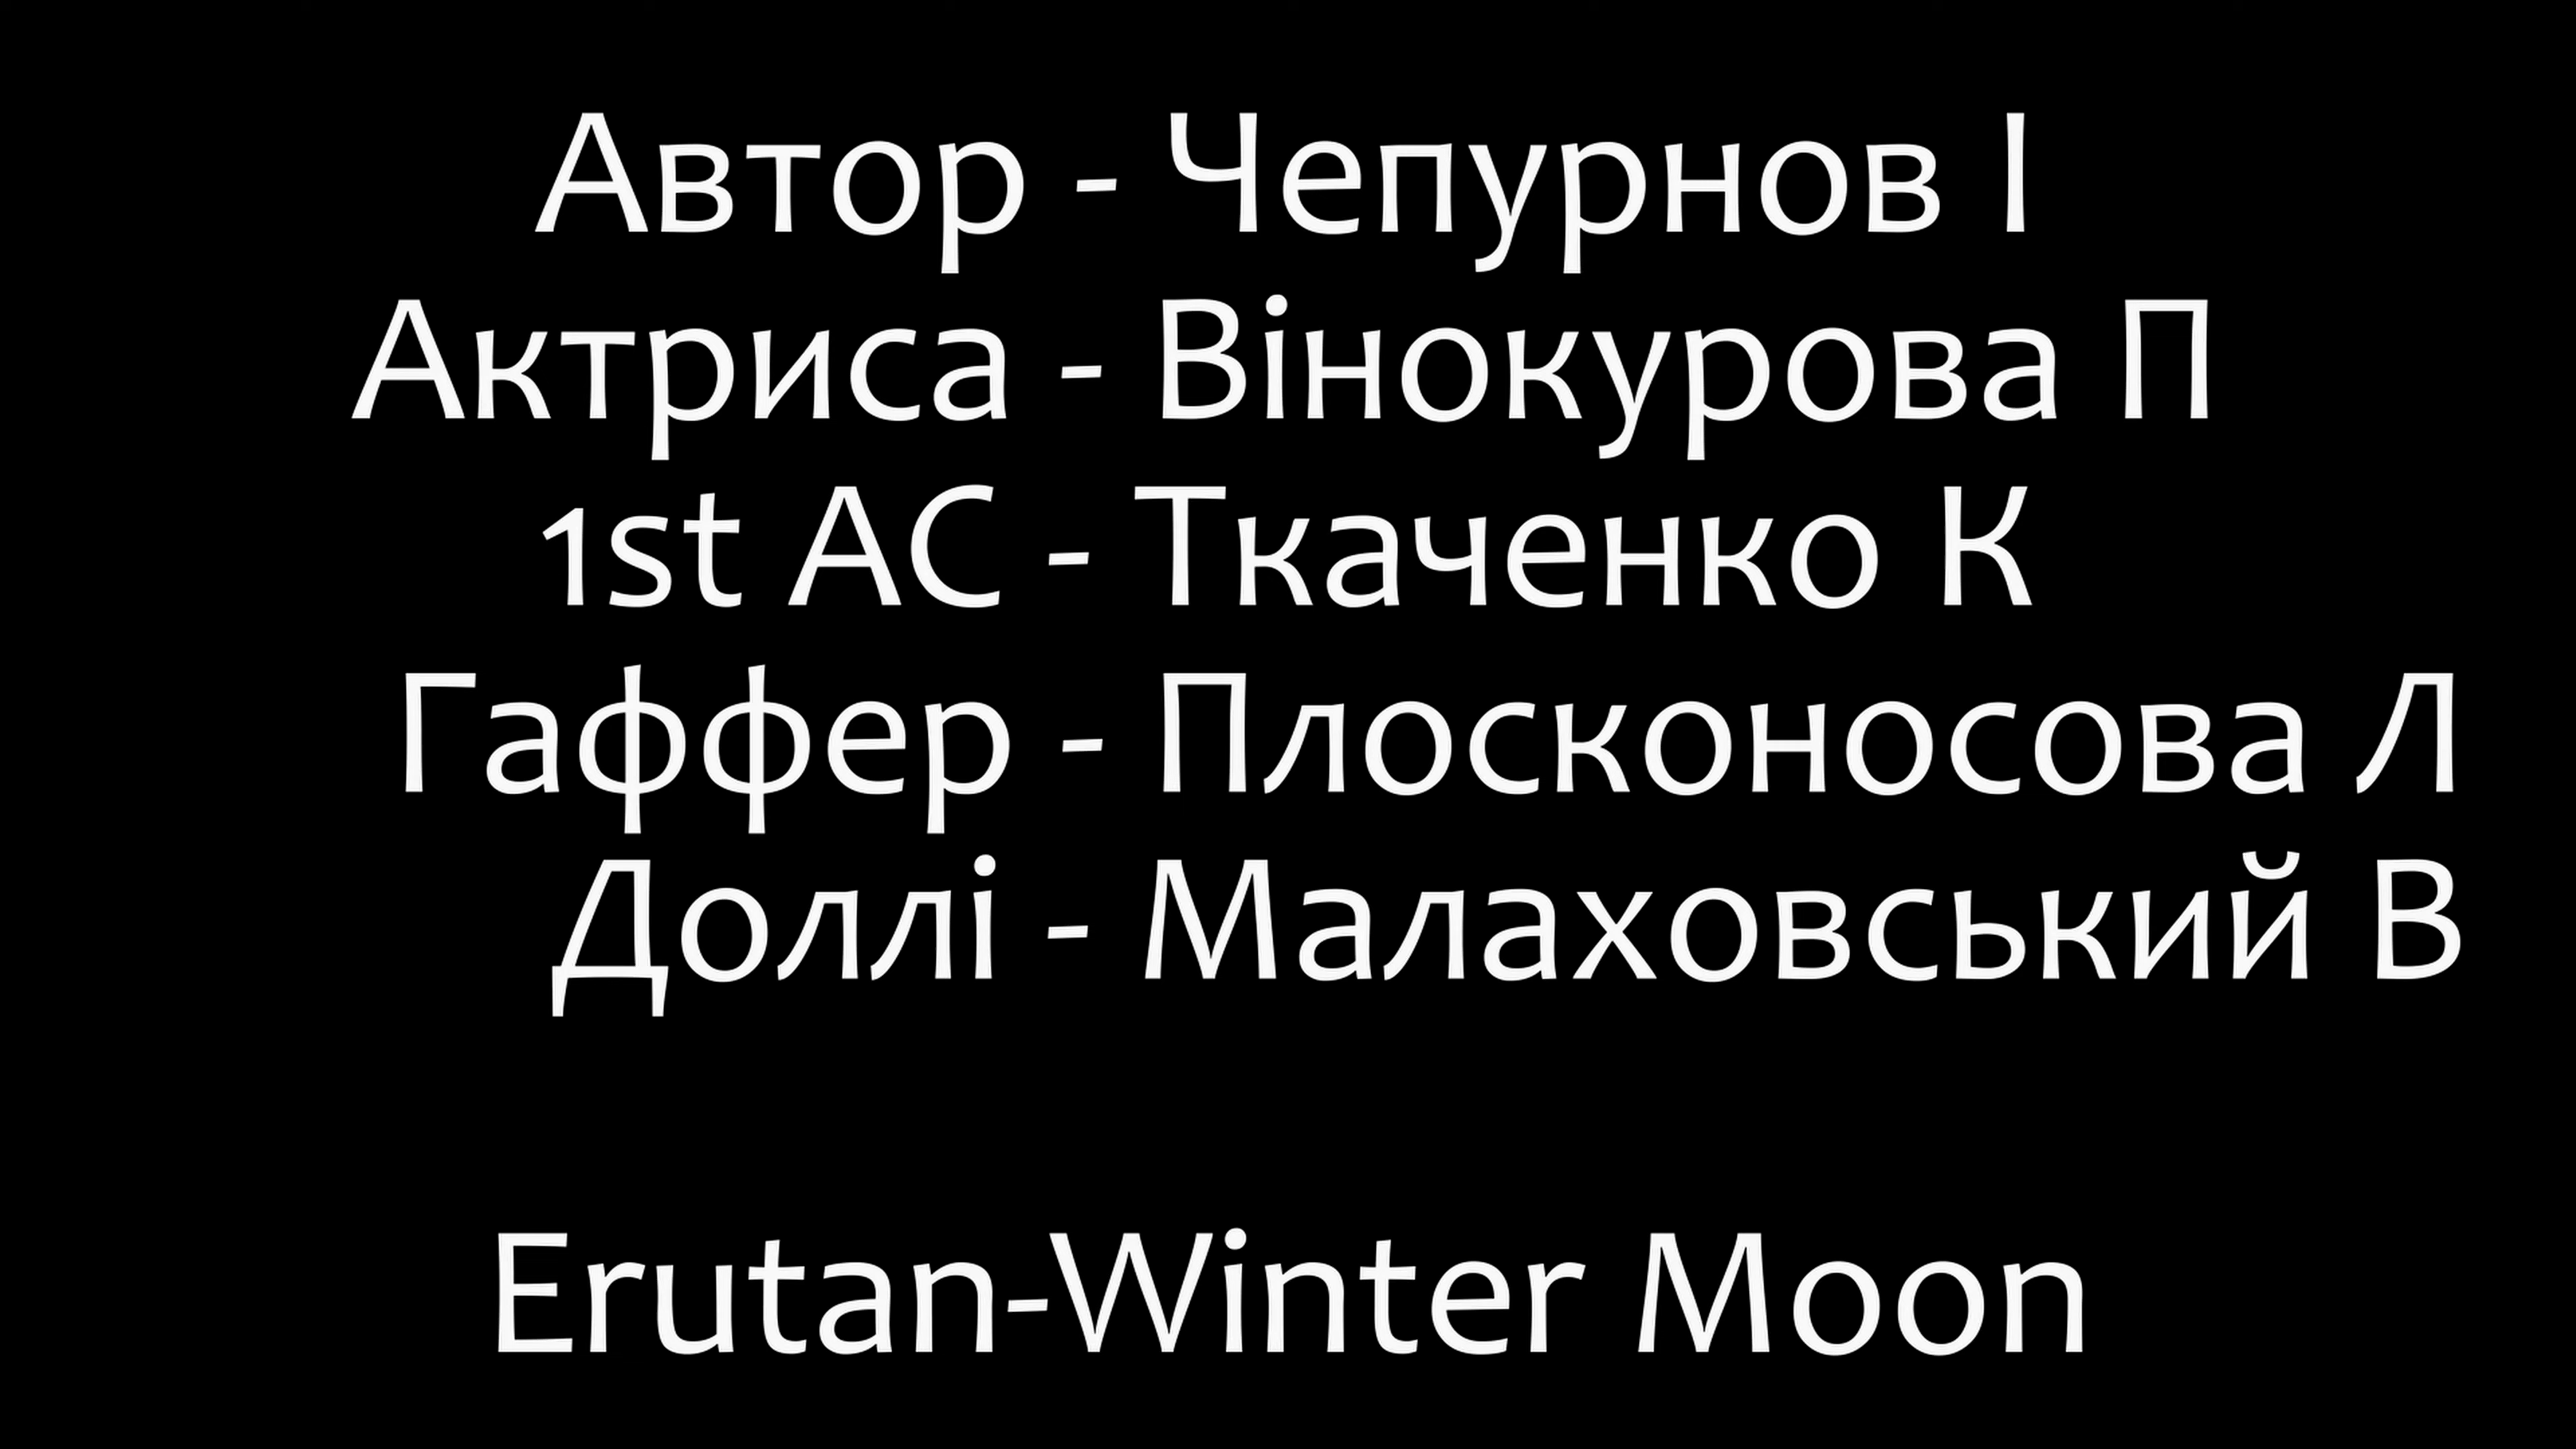 Автор - Чепурнов І
Актриса - Вінокурова П
1st AC - Ткаченко К
Гаффер - Плосконосова Л
Доллі - Малаховський В
Erutan-Winter Moon